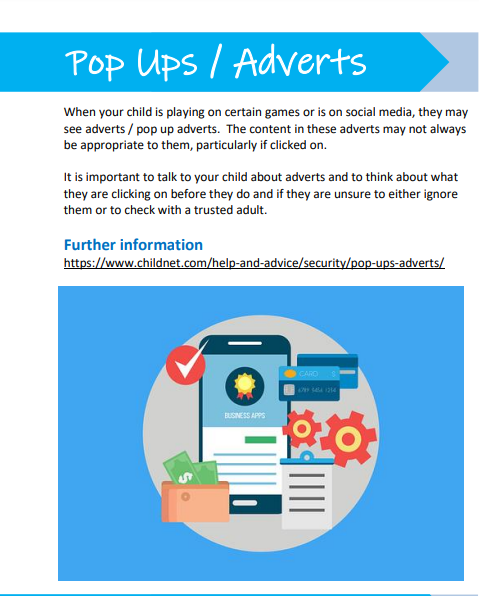 Pop Ups / Adverts
When your child is playing on certain games or is on social media, they may
see adverts / pop up adverts.  The content in these adverts may not always
be appropriate to them, particularly if clicked on.
It is important to talk to your child about adverts and to think about what
they are clicking on before they do and if they are unsure to either ignore
them or to check with a trusted adult.
Further information
https://www.childnet.com/help-and-advice/security/pop-ups-adverts/
CARD
BUSINESS APPS
$